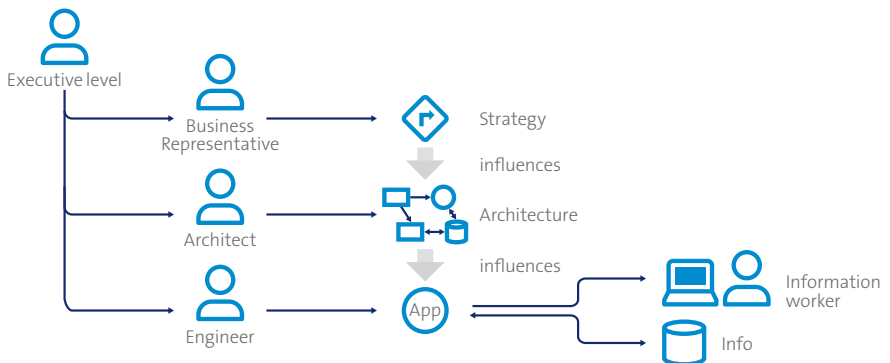 Executive level
Business
Representative
Strategy
influences
Architect
Architecture
influences
Engineer
App
Information
worker
Info